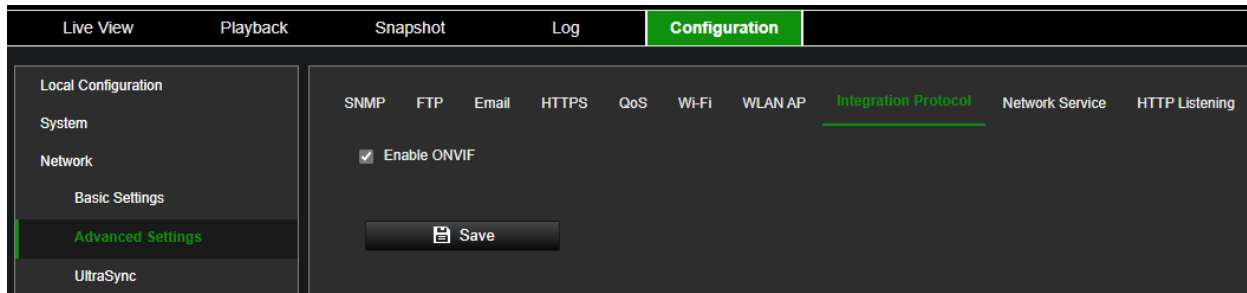 Live View Playback Snapshot Log Configuration
Local Configuration
System
Network
Basic Settings
Advanced Settings
UltraSync
SNMP FTP Email HTTPS QoS Wi-Fi WLAN AP Integration Protocol Network Service HTTP Listening
Enable ONVIF
Save